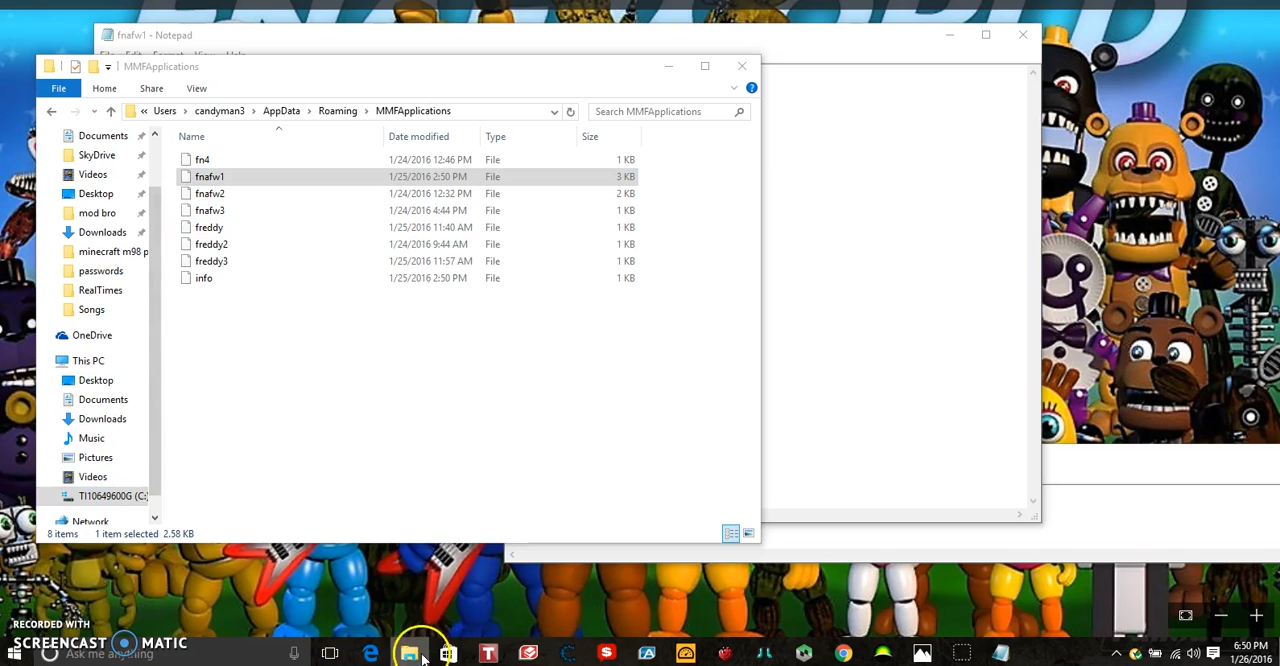 fnafw1 - Notepad
MMFApplications
File Home Share View
« Users candyman3 AppData Roaming MMFApplications
Search MMFApplications
Name Date modified Type Size
Documents
SkyDrive
Videos
Desktop
mod bro
Downloads
minecraft m98 p
passwords
RealTimes
Songs
OneDrive
This PC
Desktop
Documents
Downloads
Music
Pictures
Videos
TI10649600G (C:)
Network
fn4 1/24/2016 12:46 PM File 1 KB
fnafw1 1/25/2016 2:50 PM File 3 KB
fnafw2 1/24/2016 12:32 PM File 2 KB
fnafw3 1/24/2016 4:44 PM File 1 KB
freddy 1/25/2016 11:40 AM File 1 KB
freddy2 1/24/2016 9:44 AM File 1 KB
freddy3 1/25/2016 11:57 AM File 1 KB
info 1/25/2016 2:50 PM File 1 KB
8 items 1 item selected 2.58 KB
RECORDED WITH
SCREENCAST MATIC
Ask me anything
6:50 PM
1/26/2016